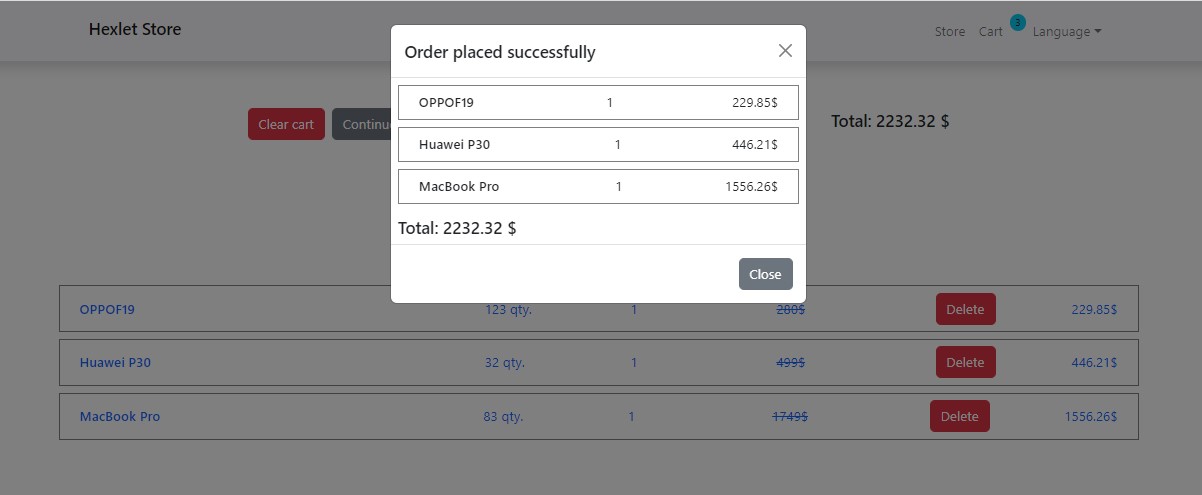 Hexlet Store
Store Cart 3 Language
Order placed successfully
OPPOF19 1 229.85$
Huawei P30 1 446.21$
MacBook Pro 1 1556.26$
Total: 2232.32 $
Close
Clear cart
Continu
Total: 2232.32 $
OPPOF19 123 qty. 1 280$ Delete 229.85$
Huawei P30 32 qty. 1 499$ Delete 446.21$
MacBook Pro 83 qty. 1 1749$ Delete 1556.26$